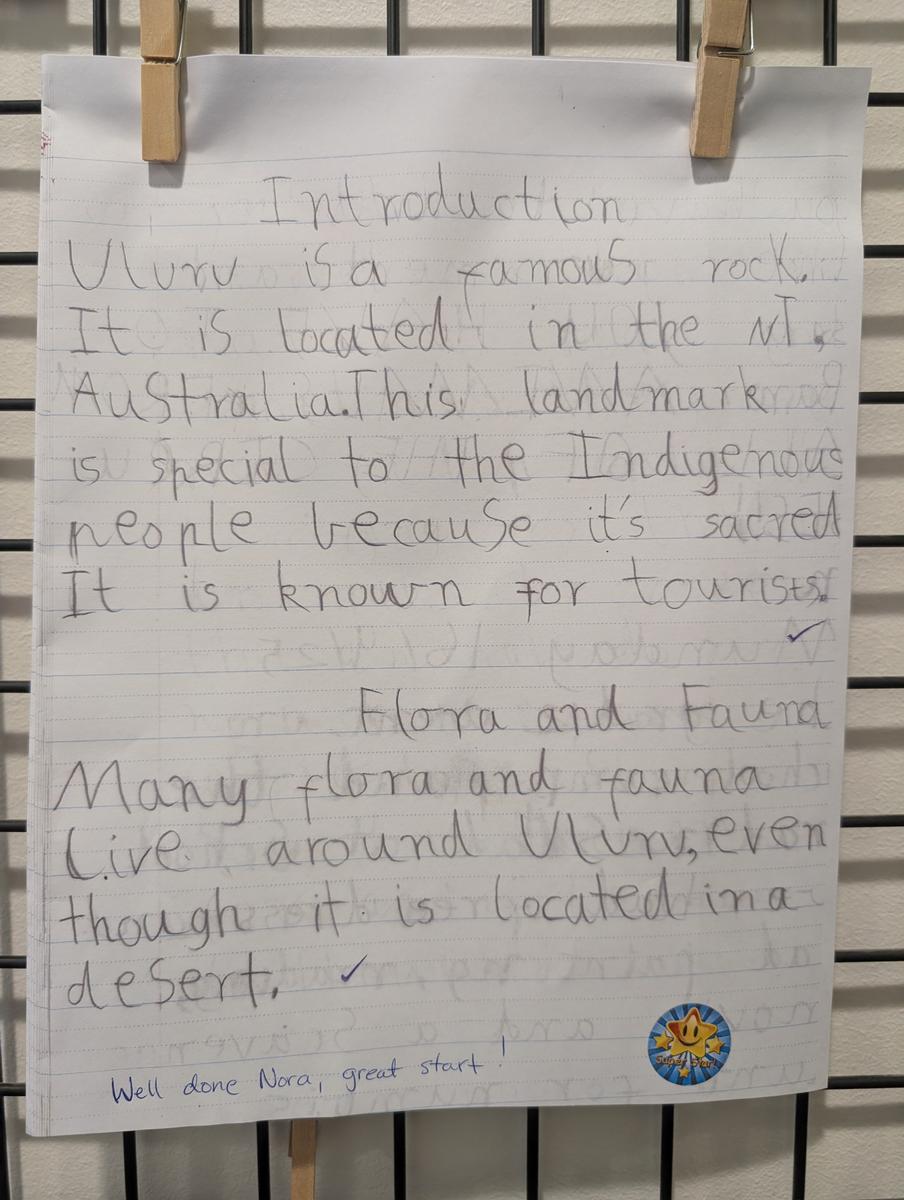 Introduction
Uluru is a famous rock.
It is located in the NT,
Australia.This landmark
is special to the Indigenous
people because it's sacred
It is known for tourists.
Flora and Fauna
Many flora and fauna
Live around Uluru, even
though it is located in a
desert.
Well done Nora, great start!
Super Star!